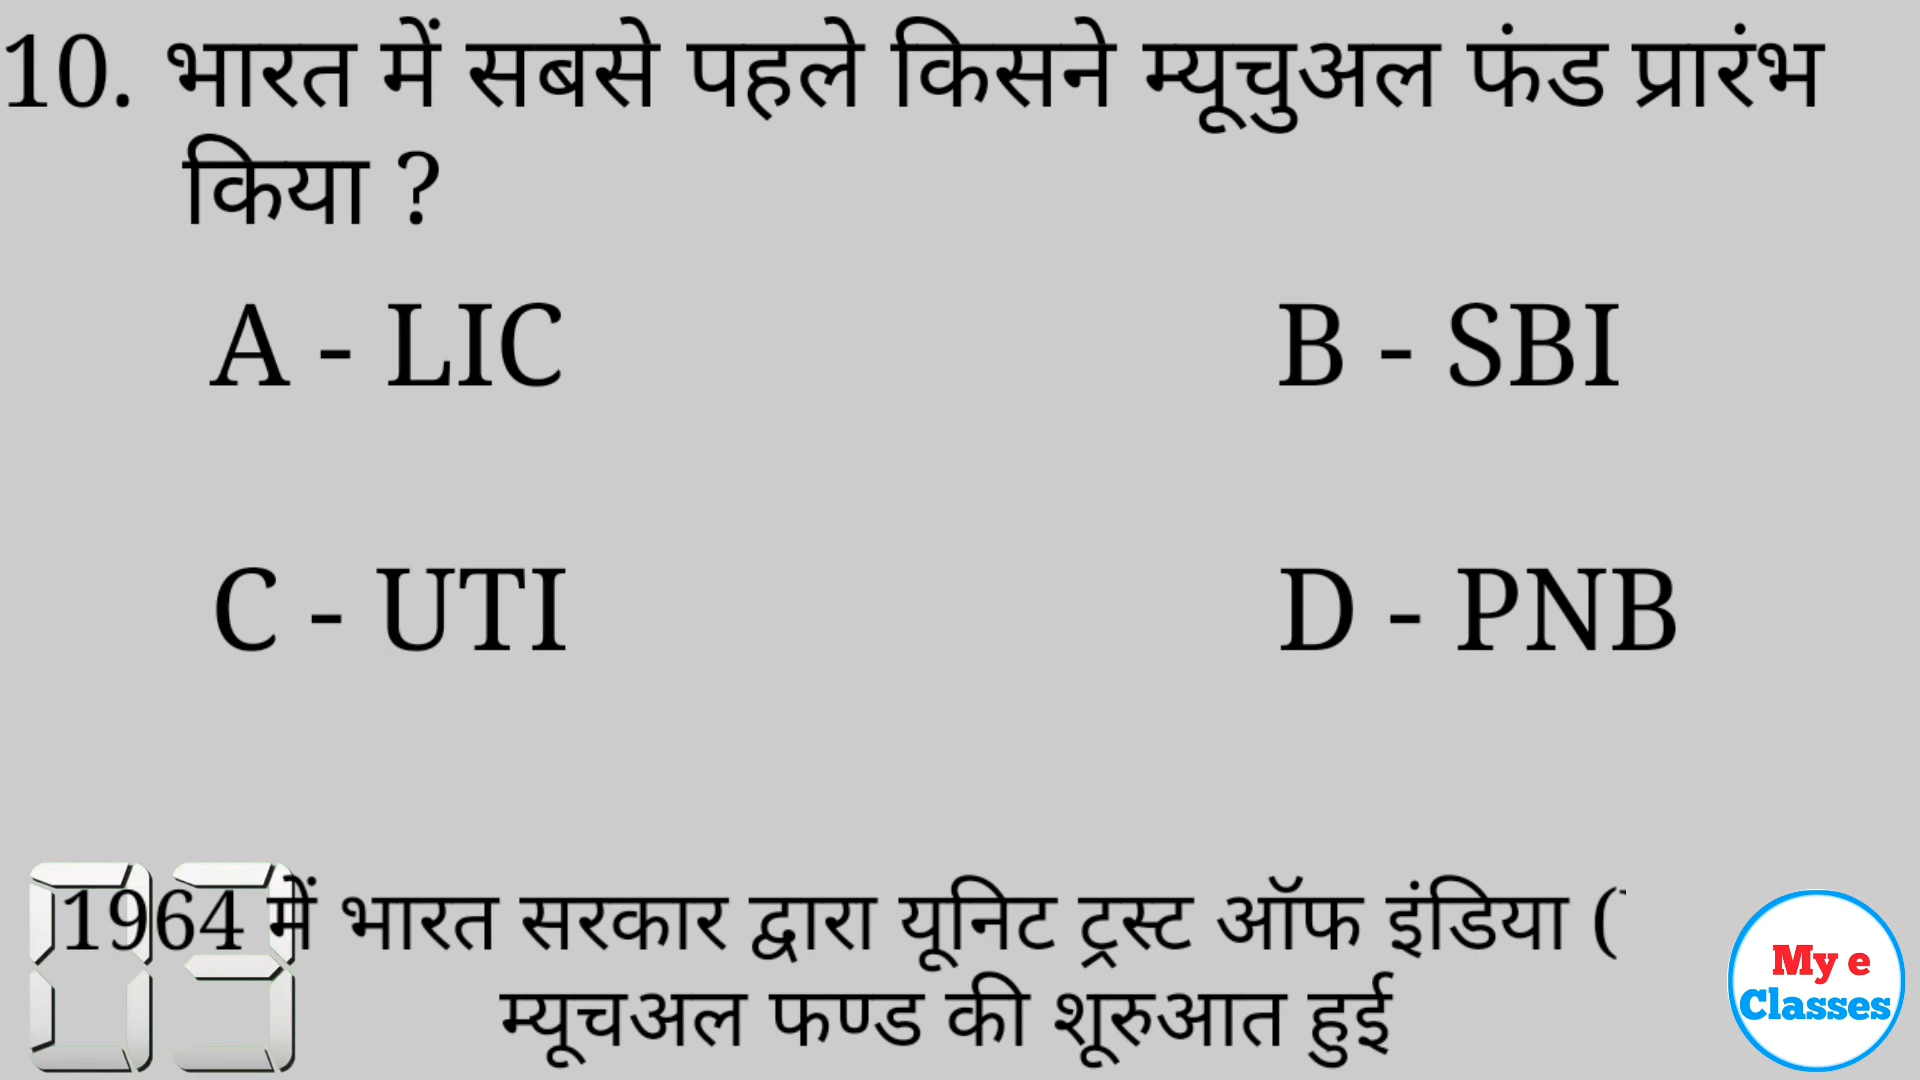 10. भारत में सबसे पहले किसने म्यूचुअल फंड प्रारंभ
किया ?
A - LIC
B - SBI
C - UTI
D - PNB
1964 में भारत सरकार द्वारा यूनिट ट्रस्ट ऑफ इंडिया (
म्यूचअल फण्ड की शूरुआत हुई
03
My e
Classes